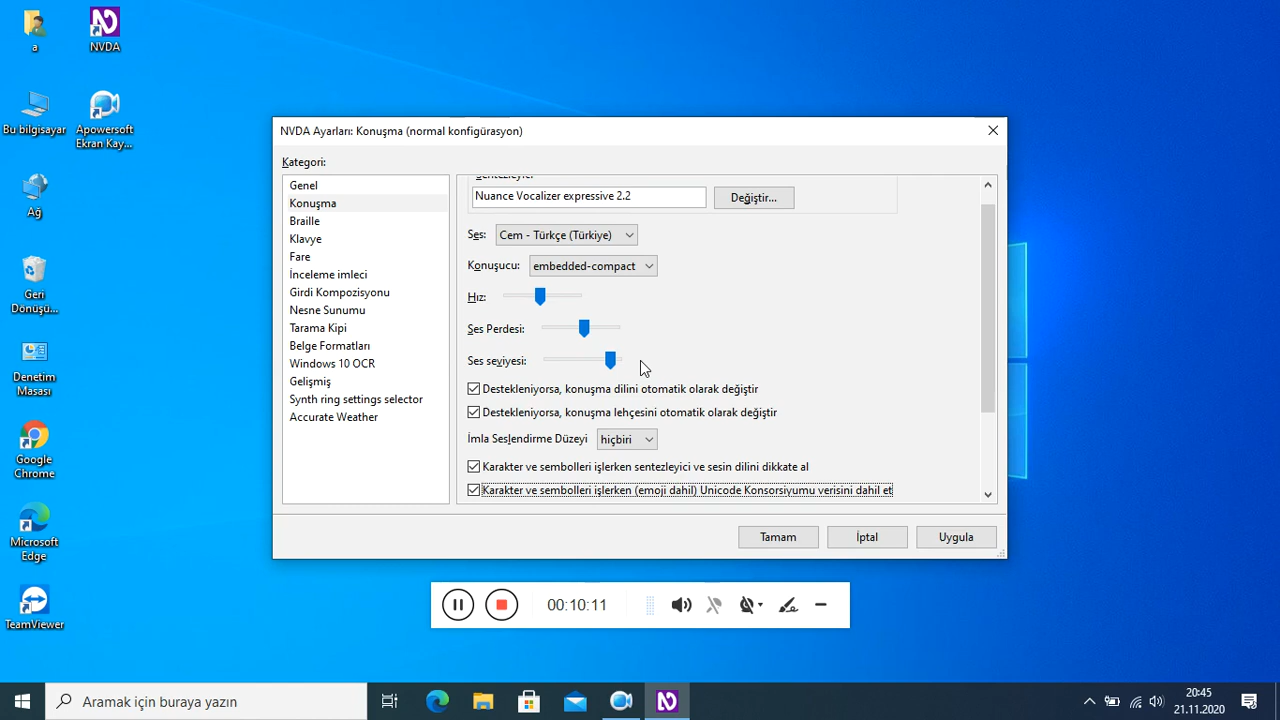 a
NVDA
Bu bilgisayar
Apowersoft
Ekran Kay...
Ağ
Geri
Dönüşü...
Denetim
Masası
Google
Chrome
Microsoft
Edge
TeamViewer
NVDA Ayarları: Konuşma (normal konfigürasyon)
Kategori:
Genel
Konuşma
Braille
Klavye
Fare
İnceleme imleci
Girdi Kompozisyonu
Nesne Sunumu
Tarama Kipi
Belge Formatları
Windows 10 OCR
Gelişmiş
Synth ring settings selector
Accurate Weather
Sentezleyici
Nuance Vocalizer expressive 2.2
Değiştir...
Ses:
Cem - Türkçe (Türkiye)
Konuşucu:
embedded-compact
Hız:
Ses Perdesi:
Ses seviyesi:
Destekleniyorsa, konuşma dilini otomatik olarak değiştir
Destekleniyorsa, konuşma lehçesini otomatik olarak değiştir
İmla Seslendirme Düzeyi
hiçbiri
Karakter ve sembolleri işlerken sentezleyici ve sesin dilini dikkate al
Karakter ve sembolleri işlerken (emoji dahil) Unicode Konsorsiyumu verisini dahil et
Tamam
İptal
Uygula
00:10:11
Aramak için buraya yazın
20:45
21.11.2020